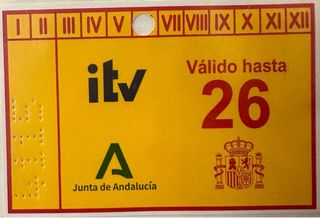 I II III IV V VII VIII IX X XI XII
itv
Válido hasta
26
Junta de Andalucía